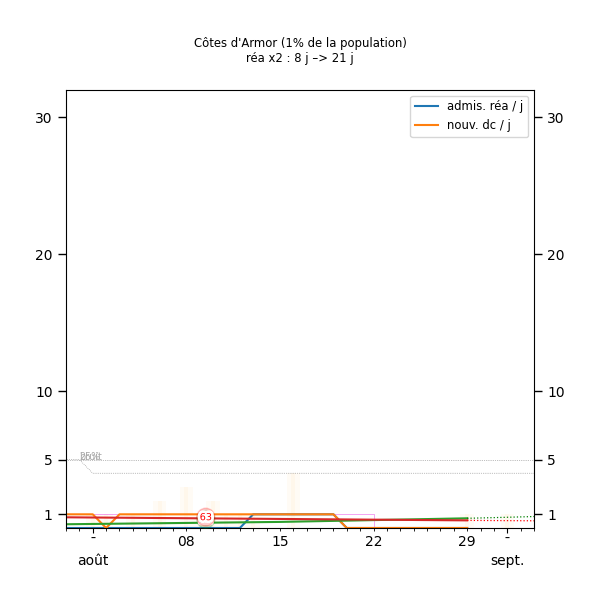 Côtes d'Armor (1% de la population)
réa x2 : 8 j –> 21 j
admis. réa / j
nouv. dc / j
30
30
20
20
10
10
5
5
1
1
63
-
08
15
22
29
-
août
sept.